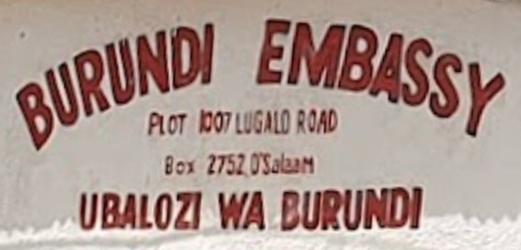 BURUNDI EMBASSY
PLOT 1007 LUGALO ROAD
Box 2752, D'Salaam
UBALOZI WA BURUNDI